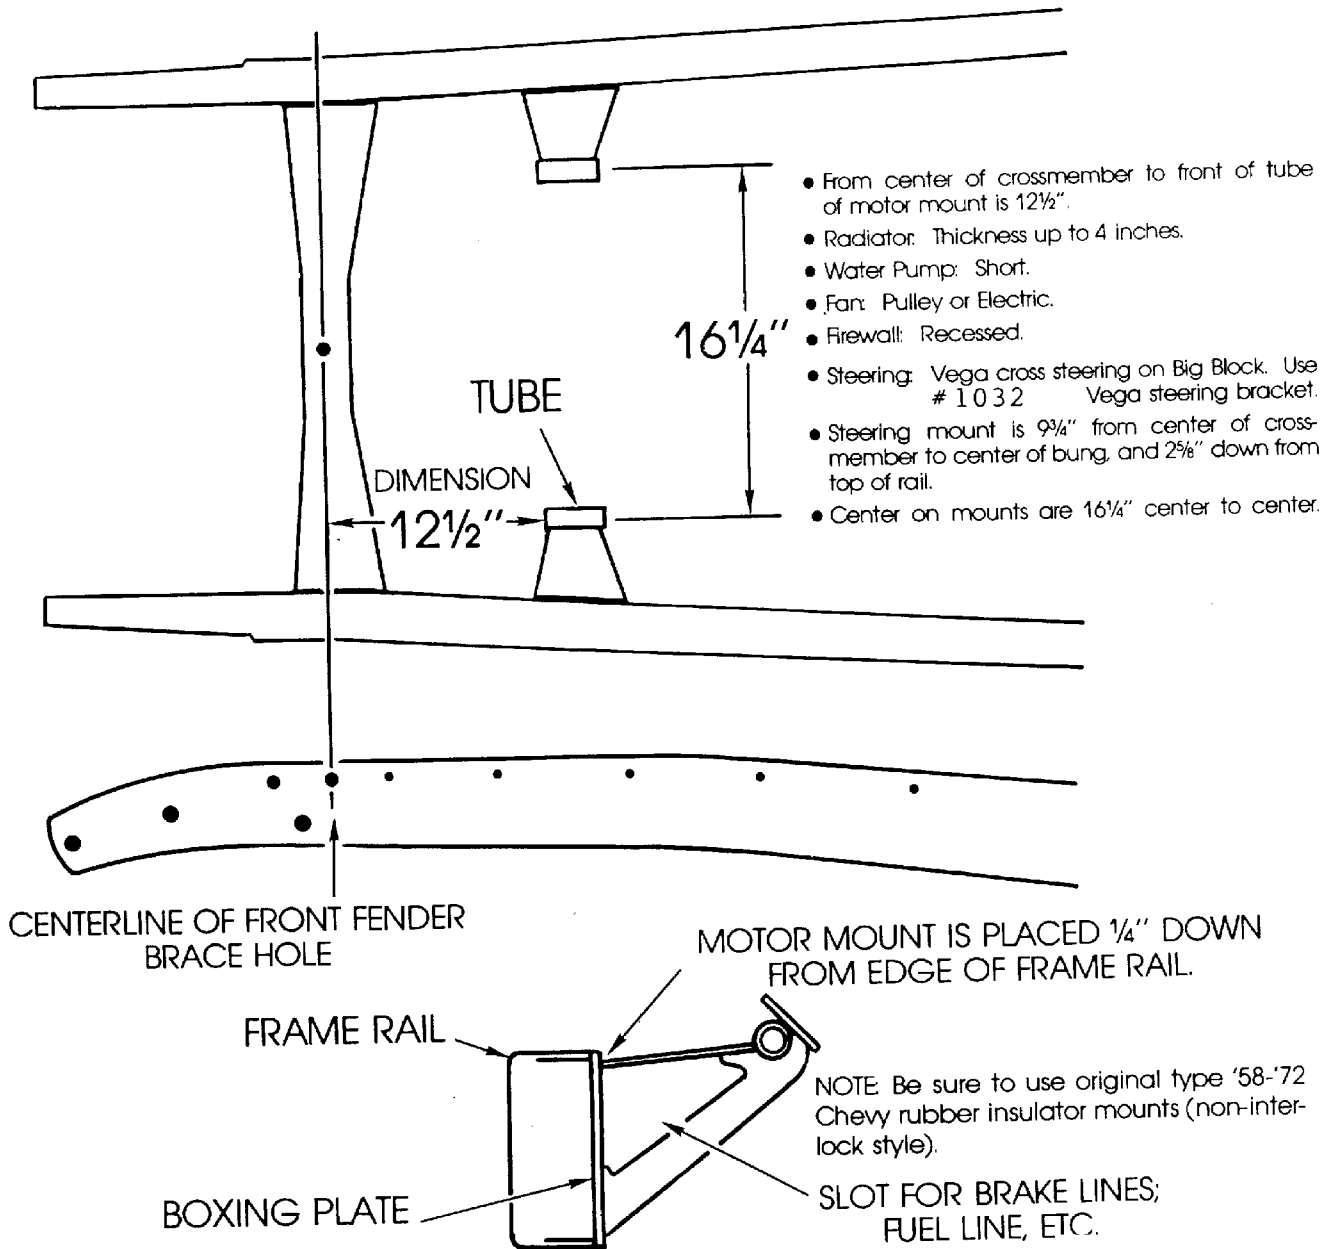 • From center of crossmember to front of tube
of motor mount is 12½".
• Radiator: Thickness up to 4 inches.
• Water Pump: Short.
• Fan: Pulley or Electric.
16¼"
• Firewall: Recessed.
• Steering: Vega cross steering on Big Block. Use
# 1032 Vega steering bracket.
TUBE
• Steering mount is 9¾" from center of cross-
member to center of bung, and 2⅝" down from
top of rail.
DIMENSION
12½"
• Center on mounts are 16¼" center to center.
CENTERLINE OF FRONT FENDER
BRACE HOLE
MOTOR MOUNT IS PLACED ¼" DOWN
FROM EDGE OF FRAME RAIL.
FRAME RAIL
NOTE: Be sure to use original type '58-'72
Chevy rubber insulator mounts (non-inter-
lock style).
BOXING PLATE
SLOT FOR BRAKE LINES;
FUEL LINE, ETC.